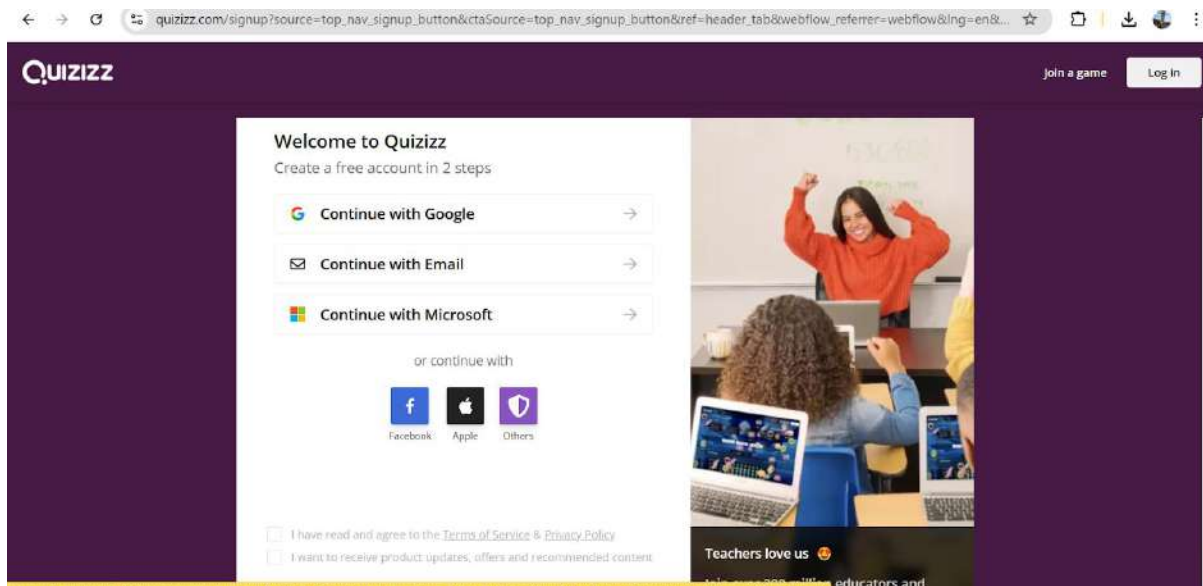 quizizz.com/signup?source=top_nav_signup_button&ctaSource=top_nav_signup_button&ref=header_tab&webflow_referrer=webflow&lng=en&...
Quizizz
Join a game
Log in
Welcome to Quizizz
Create a free account in 2 steps
Continue with Google
Continue with Email
Continue with Microsoft
or continue with
Facebook Apple Others
I have read and agree to the Terms of Service & Privacy Policy
I want to receive product updates, offers and recommended content
Teachers love us 🤩
educators and